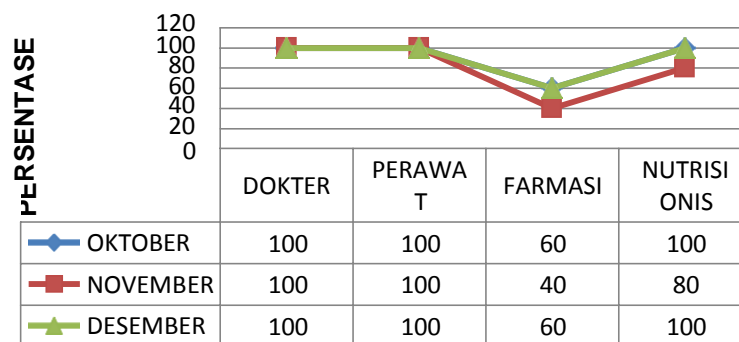 PERSENTASE
120
100
80
60
40
20
0
DOKTER PERAWA FARMASI NUTRISI
T ONIS
OKTOBER 100 100 60 100
NOVEMBER 100 100 40 80
DESEMBER 100 100 60 100